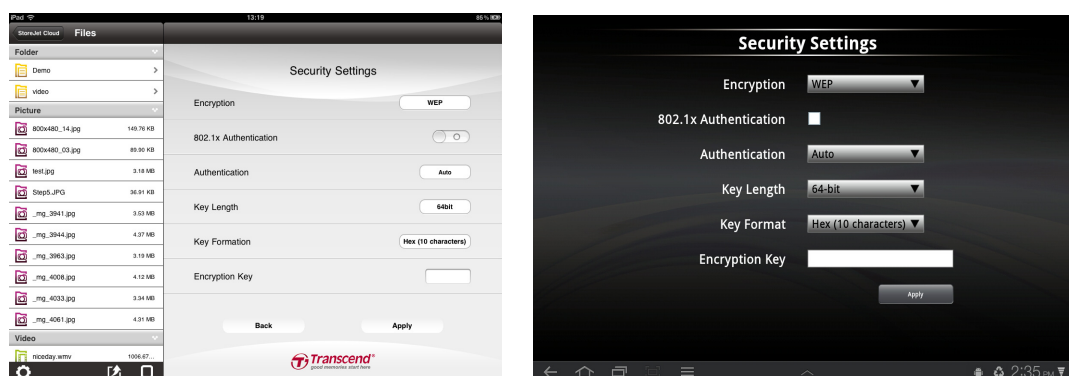 iPad 13:19 85%
StoreJet Cloud Files
Folder
Demo
video
Picture
800x480_14.jpg 149.76 KB
800x480_03.jpg 89.90 KB
test.jpg 3.18 MB
Step5.JPG 36.91 KB
_mg_3941.jpg 3.53 MB
_mg_3944.jpg 4.37 MB
_mg_3963.jpg 3.19 MB
_mg_4008.jpg 4.12 MB
_mg_4033.jpg 3.34 MB
_mg_4061.jpg 4.31 MB
Video
niceday.wmv 1006.67...
Security Settings
Encryption WEP
802.1x Authentication
Authentication Auto
Key Length 64bit
Key Formation Hex (10 characters)
Encryption Key
Back Apply
Transcend®
good memories start here
Security Settings
Encryption WEP
802.1x Authentication
Authentication Auto
Key Length 64-bit
Key Format Hex (10 characters)
Encryption Key
Apply
2:35 PM